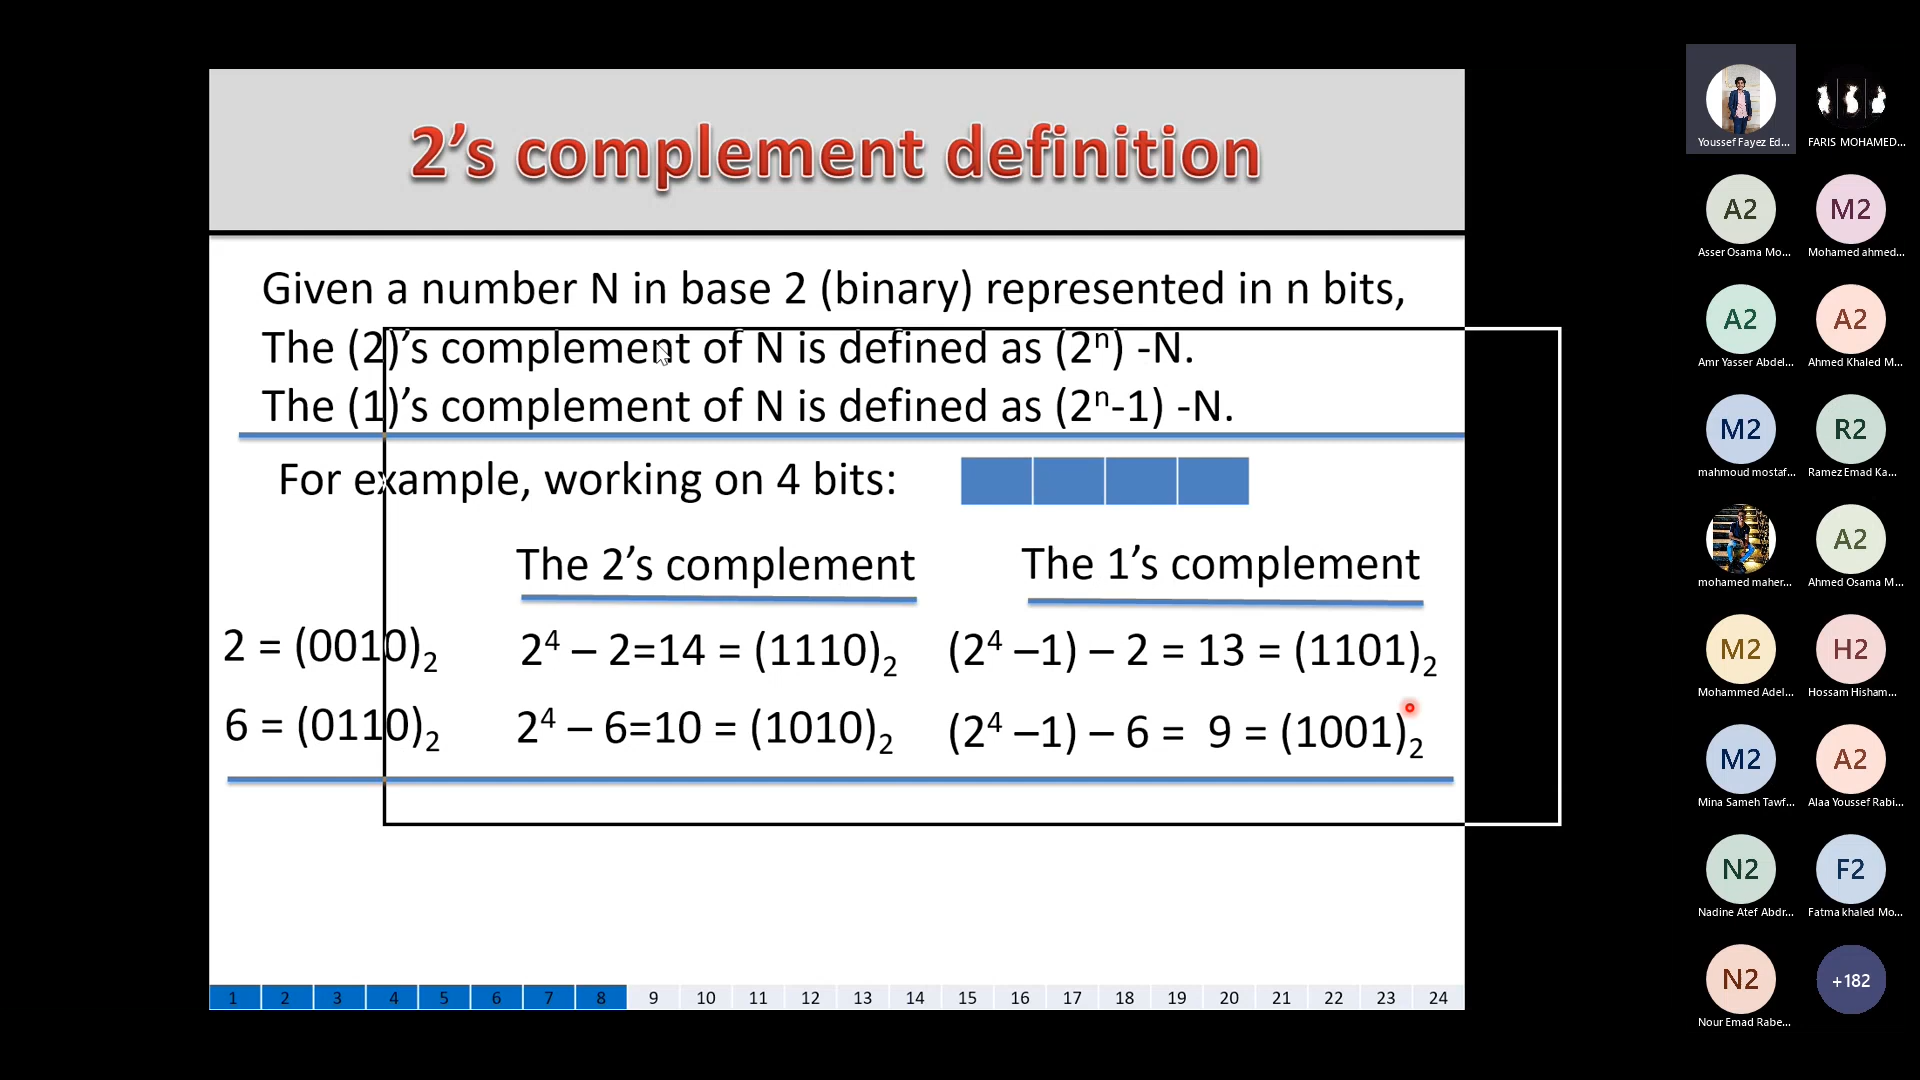 2’s complement definition
Given a number N in base 2 (binary) represented in n bits,
The (2)’s complement of N is defined as (2ⁿ) -N.
The (1)’s complement of N is defined as (2ⁿ-1) -N.
For example, working on 4 bits:
The 2’s complement The 1’s complement
2 = (0010)₂ 2⁴ – 2=14 = (1110)₂ (2⁴ –1) – 2 = 13 = (1101)₂
6 = (0110)₂ 2⁴ – 6=10 = (1010)₂ (2⁴ –1) – 6 = 9 = (1001)₂
1 2 3 4 5 6 7 8 9 10 11 12 13 14 15 16 17 18 19 20 21 22 23 24
Youssef Fayez Ed... FARIS MOHAMED...
A2 M2
Asser Osama Mo... Mohamed ahmed...
A2 A2
Amr Yasser Abdel... Ahmed Khaled M...
M2 R2
mahmoud mostaf... Ramez Emad Ka...
A2
mohamed maher... Ahmed Osama M...
M2 H2
Mohammed Adel... Hossam Hisham...
M2 A2
Mina Sameh Tawf... Alaa Youssef Rabi...
N2 F2
Nadine Atef Abdr... Fatma khaled Mo...
N2 +182
Nour Emad Rabe...